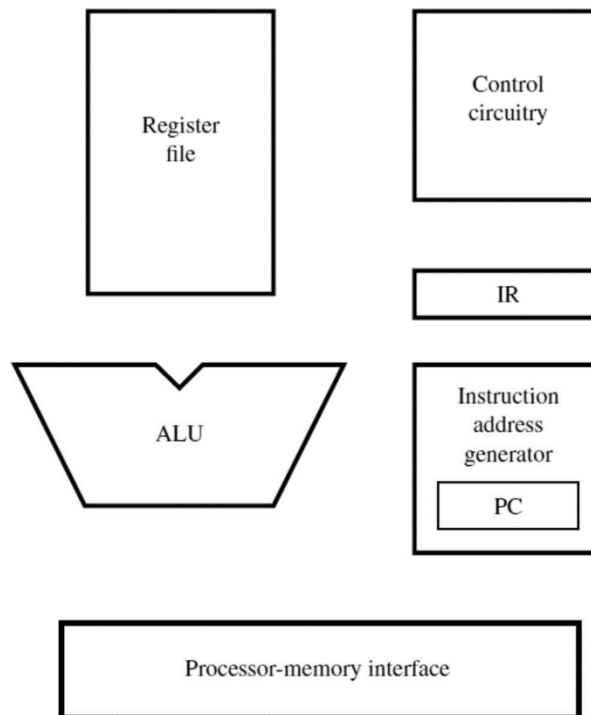 Register
file
Control
circuitry
IR
ALU
Instruction
address
generator
PC
Processor-memory interface